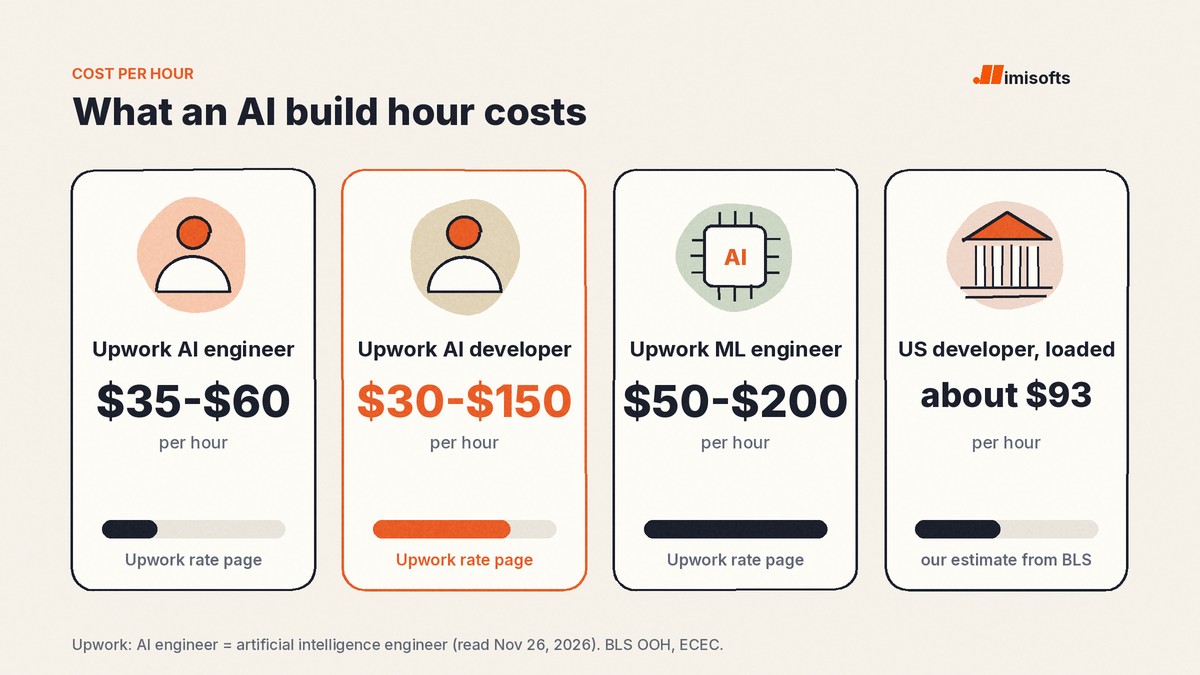 COST PER HOUR
imisofts
What an AI build hour costs
AI
Upwork AI engineer
$35-$60
per hour
Upwork rate page
Upwork AI developer
$30-$150
per hour
Upwork rate page
Upwork ML engineer
$50-$200
per hour
Upwork rate page
US developer, loaded
about $93
per hour
our estimate from BLS
Upwork: AI engineer = artificial intelligence engineer (read Nov 26, 2026). BLS OOH, ECEC.